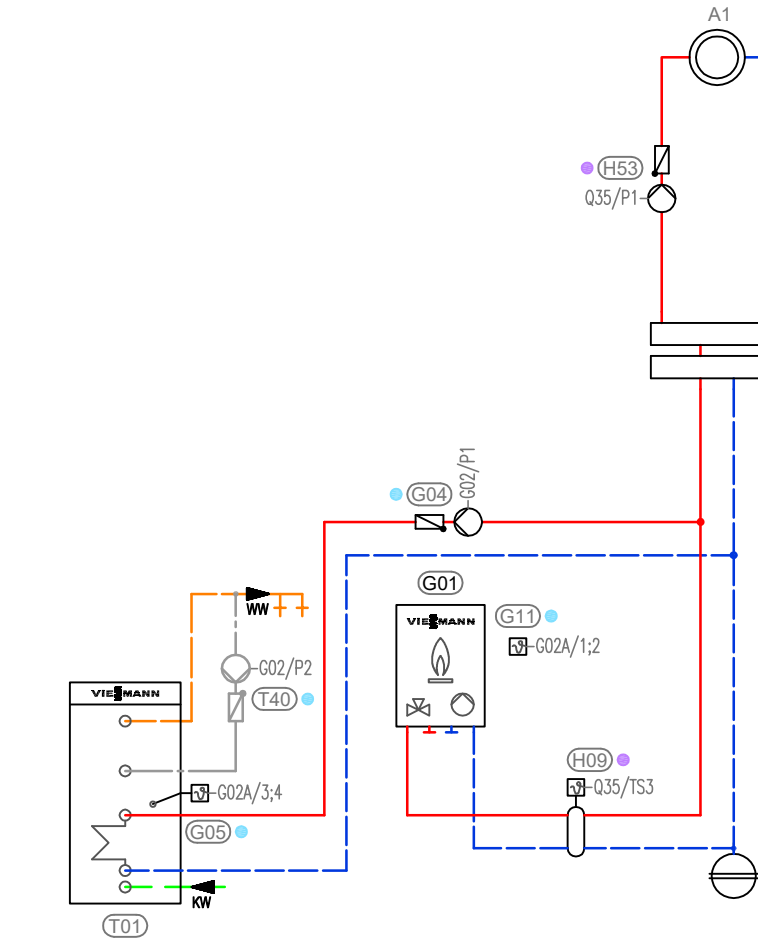 A1
H53
Q35/P1
G02/P1
G04
G01
VIESMANN
G11
G02A/1;2
WW
G02/P2
VIESMANN
T40
H09
Q35/TS3
G02A/3;4
G05
KW
T01